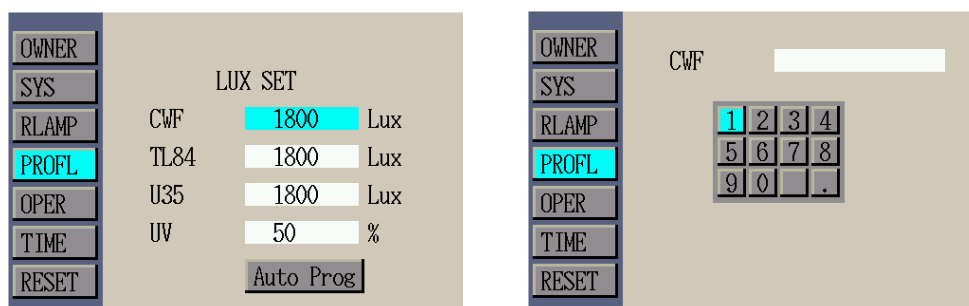 OWNER
SYS
RLAMP
PROFL
OPER
TIME
RESET
LUX SET
CWF 1800 Lux
TL84 1800 Lux
U35 1800 Lux
UV 50 %
Auto Prog
OWNER
SYS
RLAMP
PROFL
OPER
TIME
RESET
CWF
1 2 3 4
5 6 7 8
9 0 .